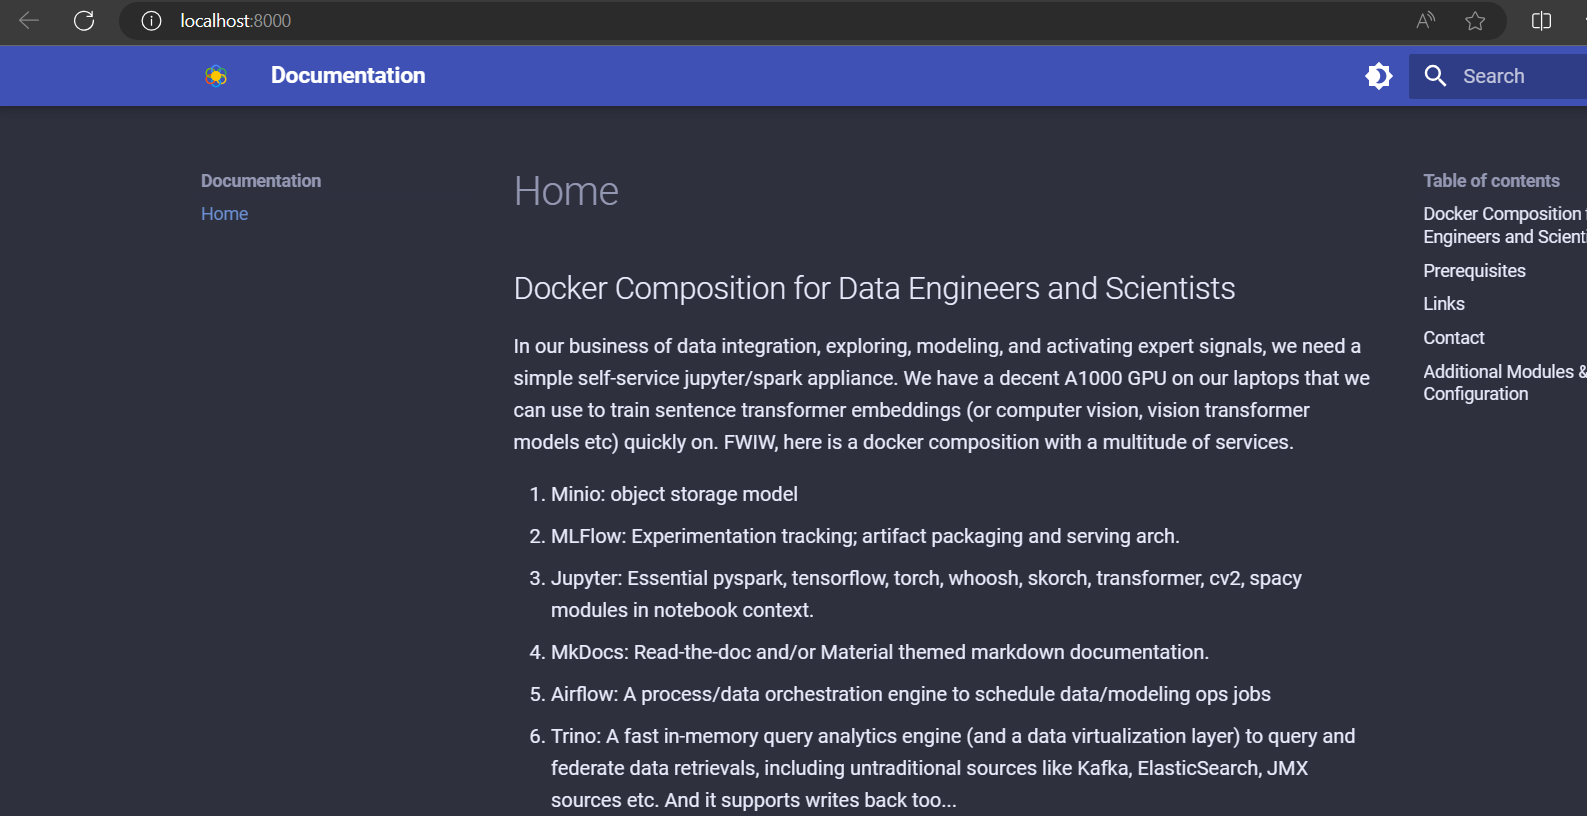 localhost:8000
Documentation
Search
Documentation
Home
Home
Docker Composition for Data Engineers and Scientists
In our business of data integration, exploring, modeling, and activating expert signals, we need a
simple self-service jupyter/spark appliance. We have a decent A1000 GPU on our laptops that we
can use to train sentence transformer embeddings (or computer vision, vision transformer
models etc) quickly on. FWIW, here is a docker composition with a multitude of services.
1. Minio: object storage model
2. MLFlow: Experimentation tracking; artifact packaging and serving arch.
3. Jupyter: Essential pyspark, tensorflow, torch, whoosh, skorch, transformer, cv2, spacy
modules in notebook context.
4. MkDocs: Read-the-doc and/or Material themed markdown documentation.
5. Airflow: A process/data orchestration engine to schedule data/modeling ops jobs
6. Trino: A fast in-memory query analytics engine (and a data virtualization layer) to query and
federate data retrievals, including untraditional sources like Kafka, ElasticSearch, JMX
sources etc. And it supports writes back too...
Table of contents
Docker Composition
Engineers and
Prerequisites
Links
Contact
Additional Modules &
Configuration